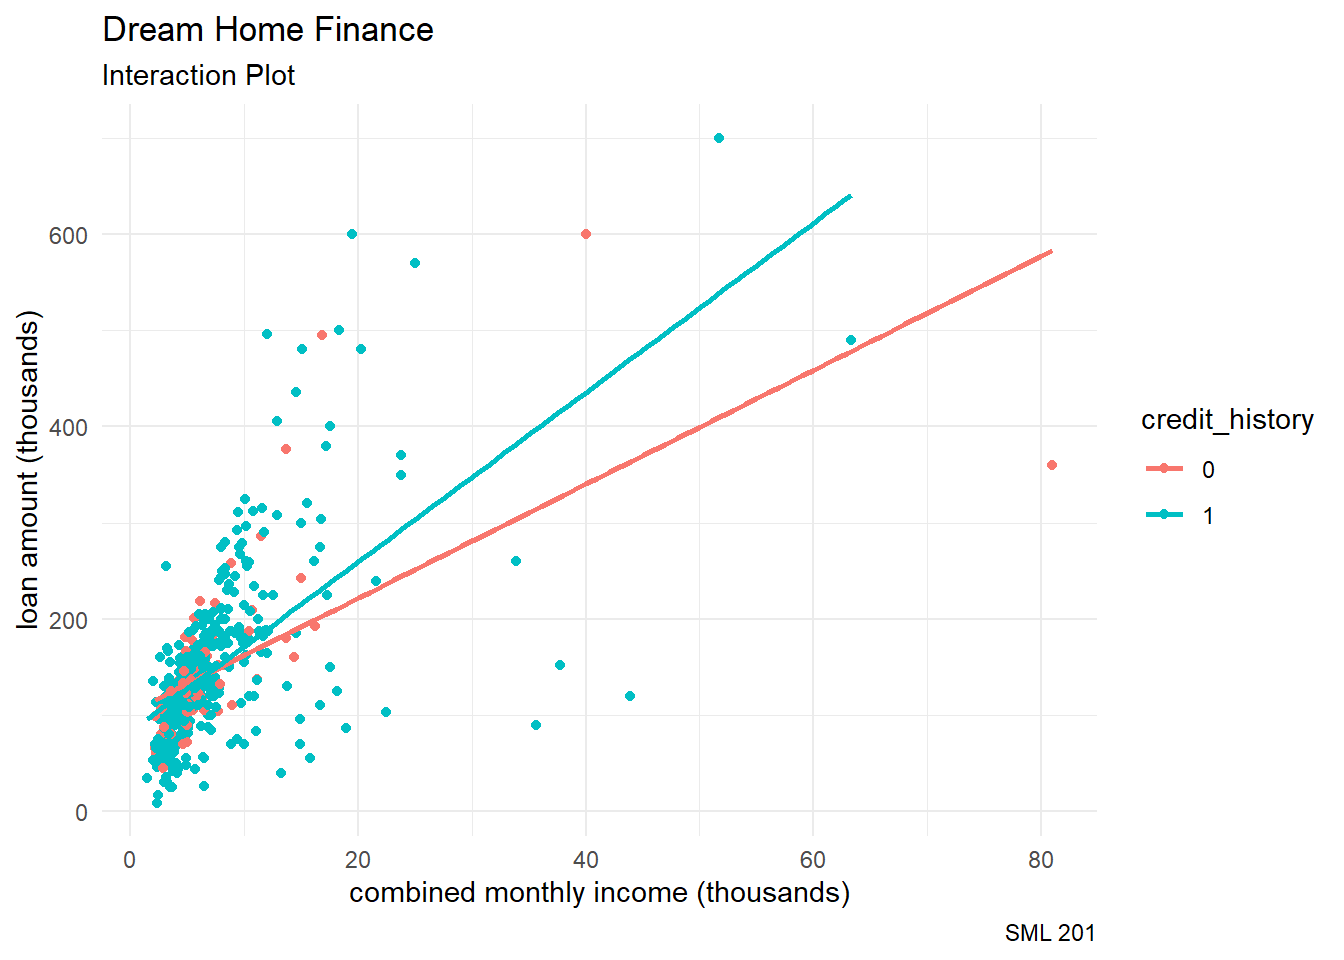 Dream Home Finance
Interaction Plot
loan amount (thousands)
600
400
200
0
0 20 40 60 80
combined monthly income (thousands)
credit_history
0
1
SML 201